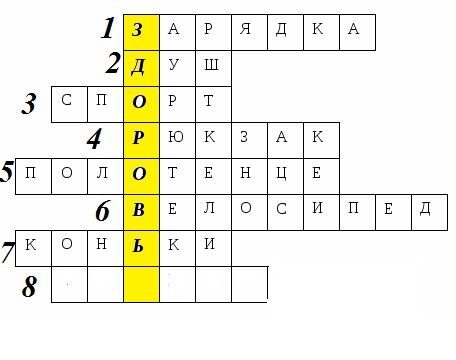 1 ЗАРЯДКА
2 ДУШ
3 СПОРТ
4 РЮКЗАК
5 ПОЛОТЕНЦЕ
6 ВЕЛОСИПЕД
7 КОНЬКИ
8